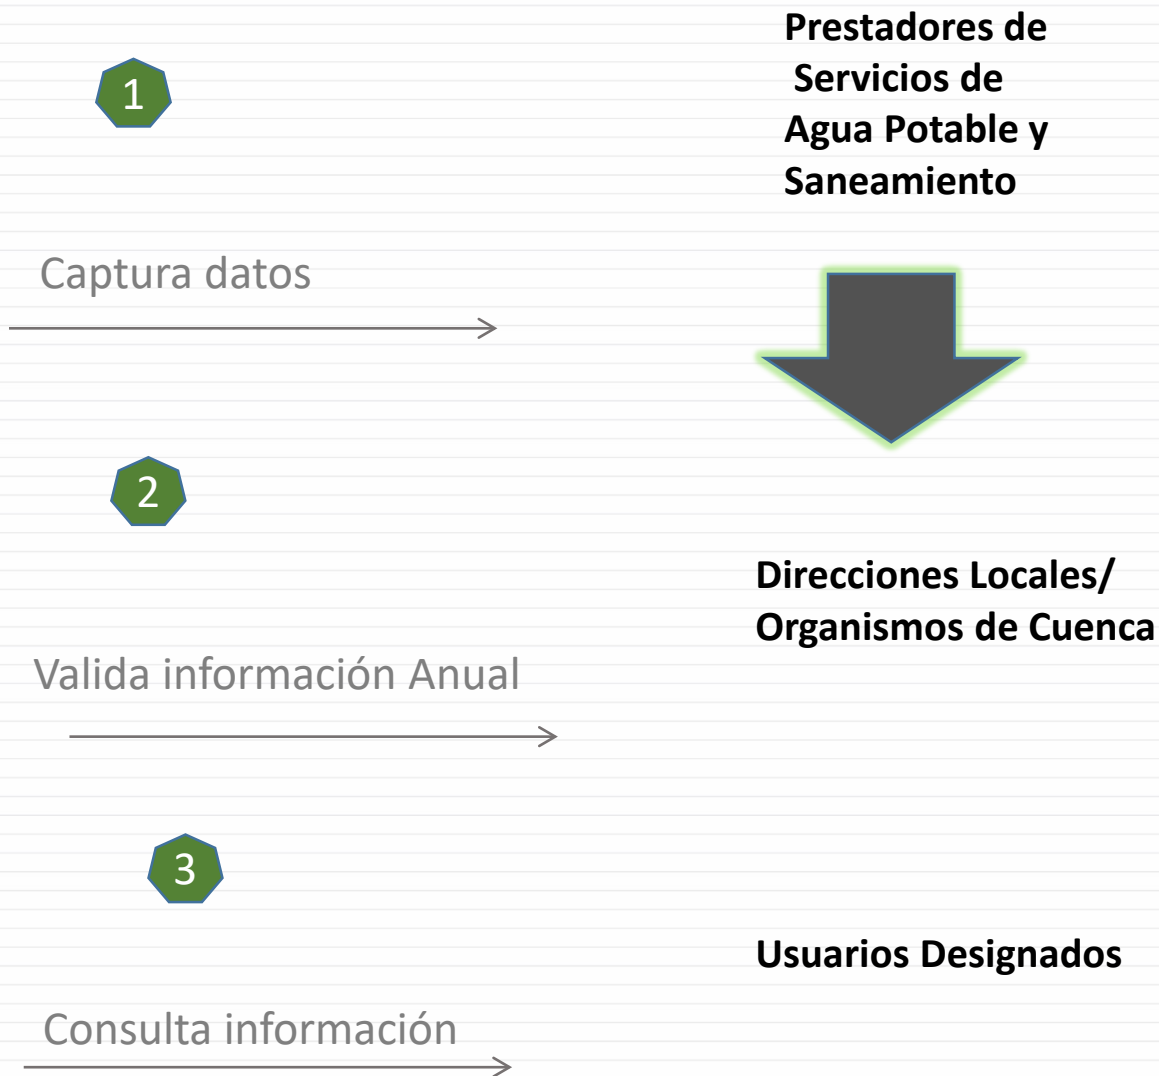 1
Prestadores de
Servicios de
Agua Potable y
Saneamiento
Captura datos
2
Direcciones Locales/
Organismos de Cuenca
Valida información Anual
3
Usuarios Designados
Consulta información